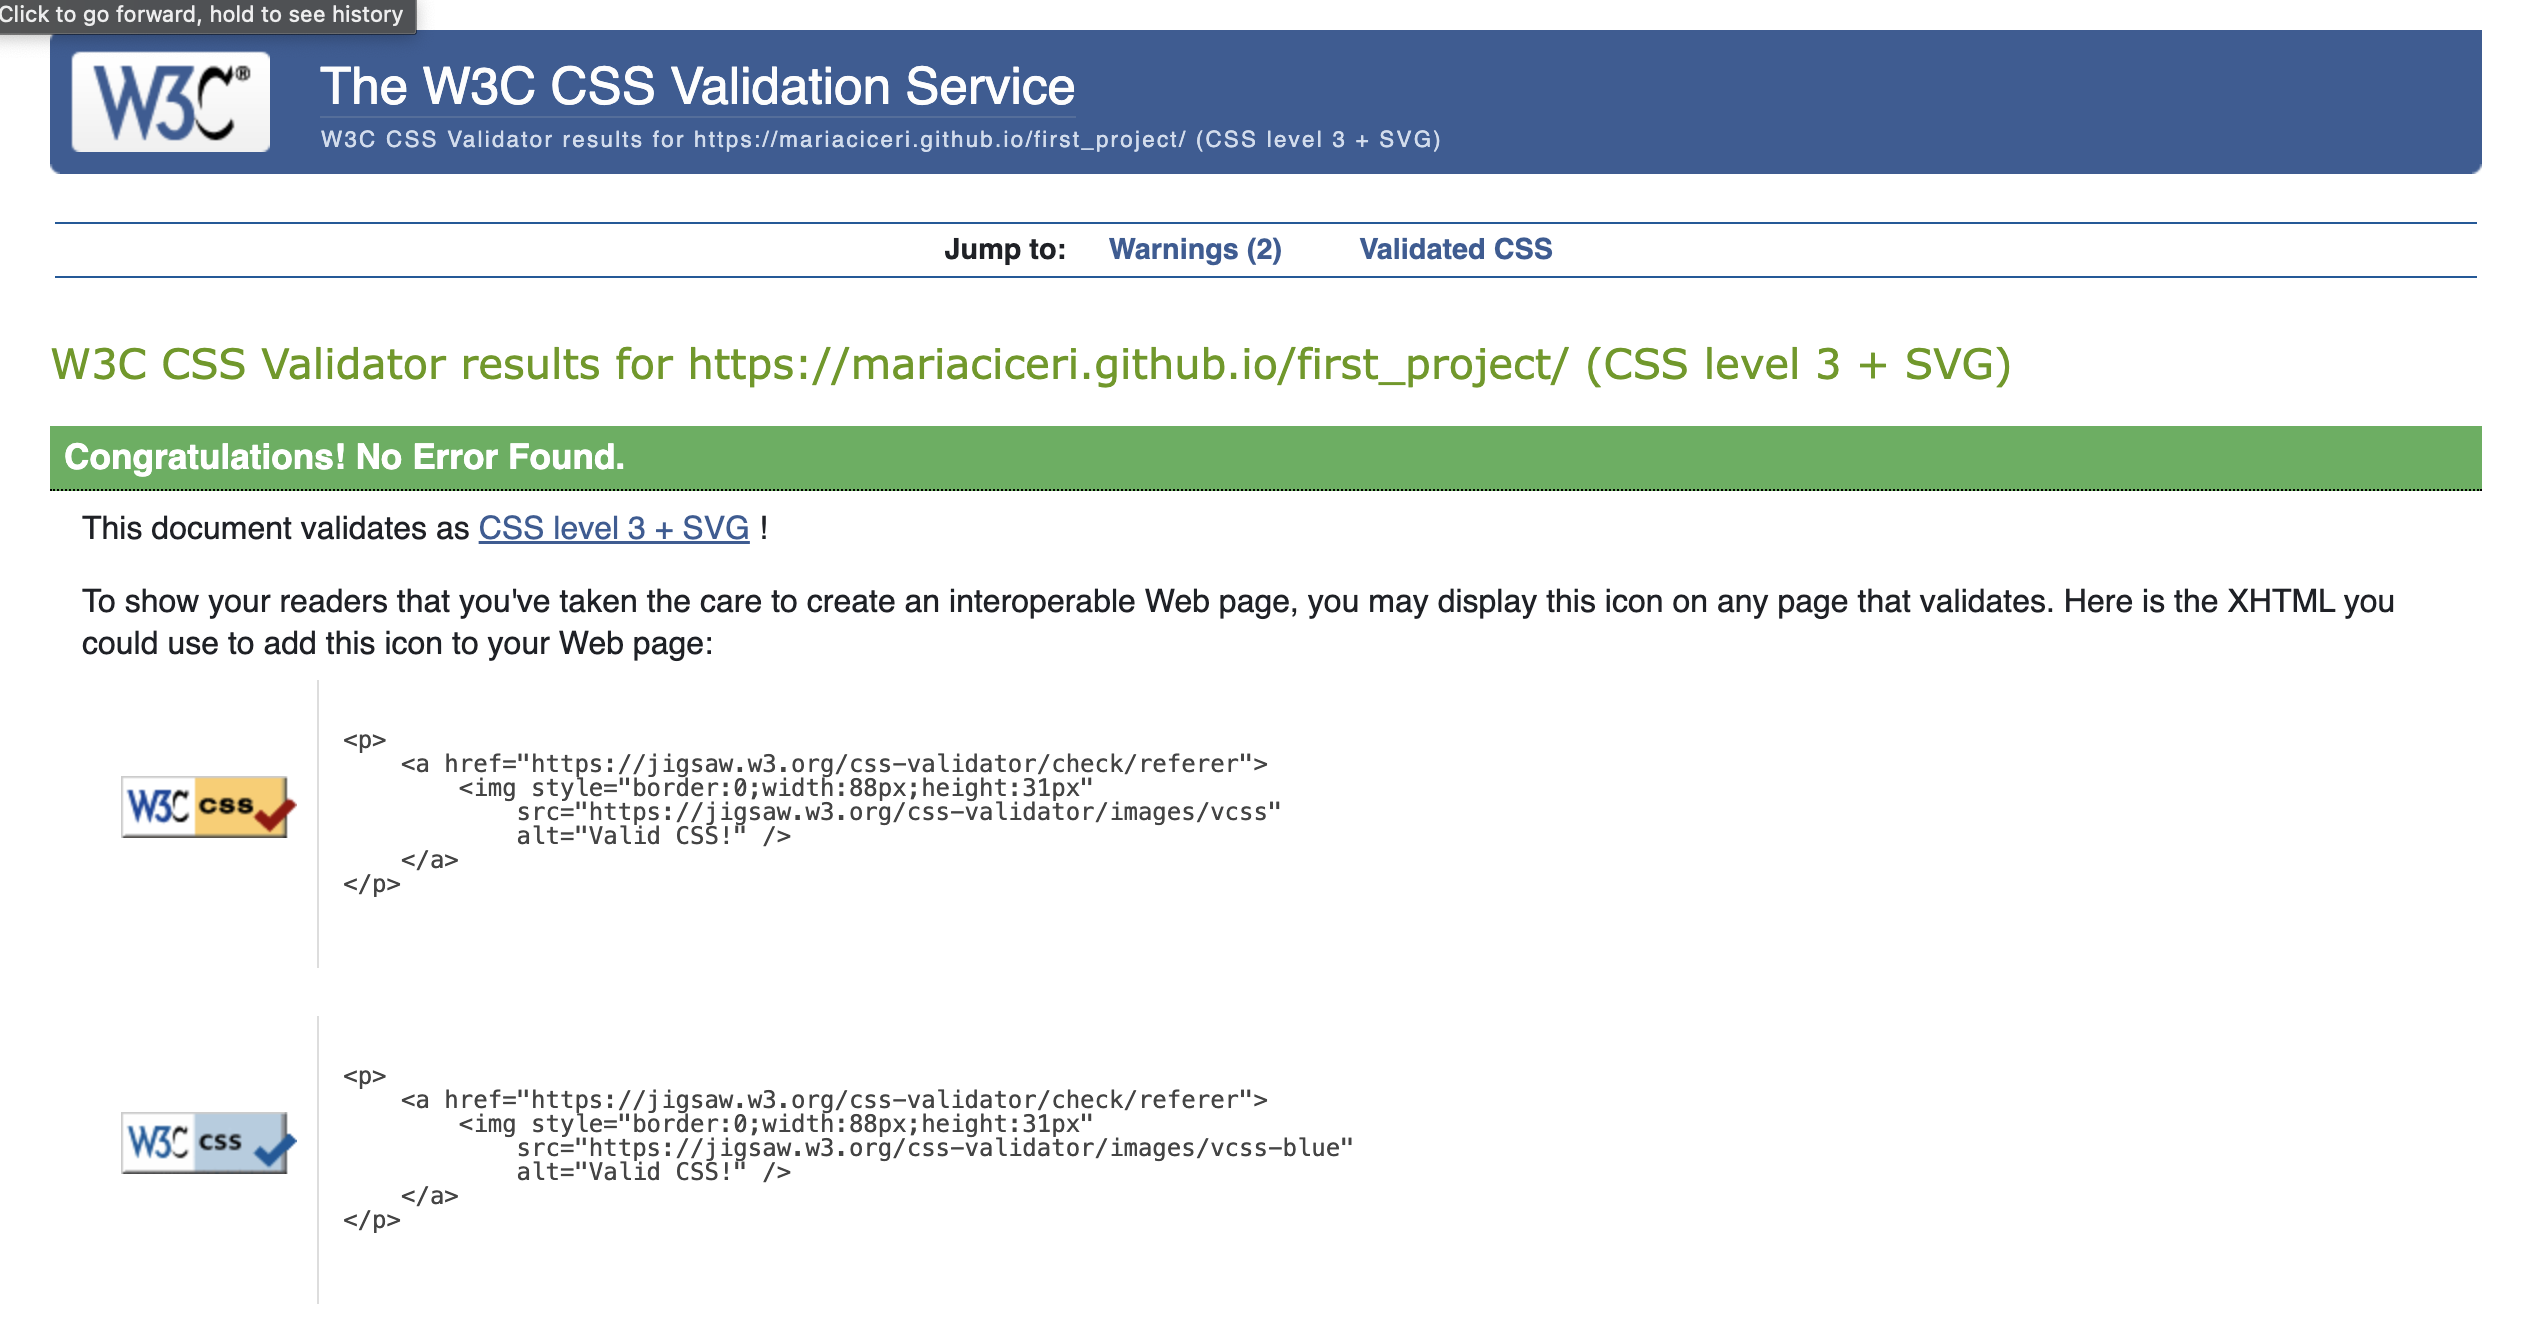 Click to go forward, hold to see history
W3C®
The W3C CSS Validation Service
W3C CSS Validator results for https://mariaciceri.github.io/first_project/ (CSS level 3 + SVG)
Jump to: Warnings (2) Validated CSS
W3C CSS Validator results for https://mariaciceri.github.io/first_project/ (CSS level 3 + SVG)
Congratulations! No Error Found.
This document validates as CSS level 3 + SVG !
To show your readers that you've taken the care to create an interoperable Web page, you may display this icon on any page that validates. Here is the XHTML you
could use to add this icon to your Web page:
W3C css
<p>
    <a href="https://jigsaw.w3.org/css-validator/check/referer">
        <img style="border:0;width:88px;height:31px"
            src="https://jigsaw.w3.org/css-validator/images/vcss"
            alt="Valid CSS!" />
    </a>
</p>
W3C css
<p>
    <a href="https://jigsaw.w3.org/css-validator/check/referer">
        <img style="border:0;width:88px;height:31px"
            src="https://jigsaw.w3.org/css-validator/images/vcss-blue"
            alt="Valid CSS!" />
    </a>
</p>